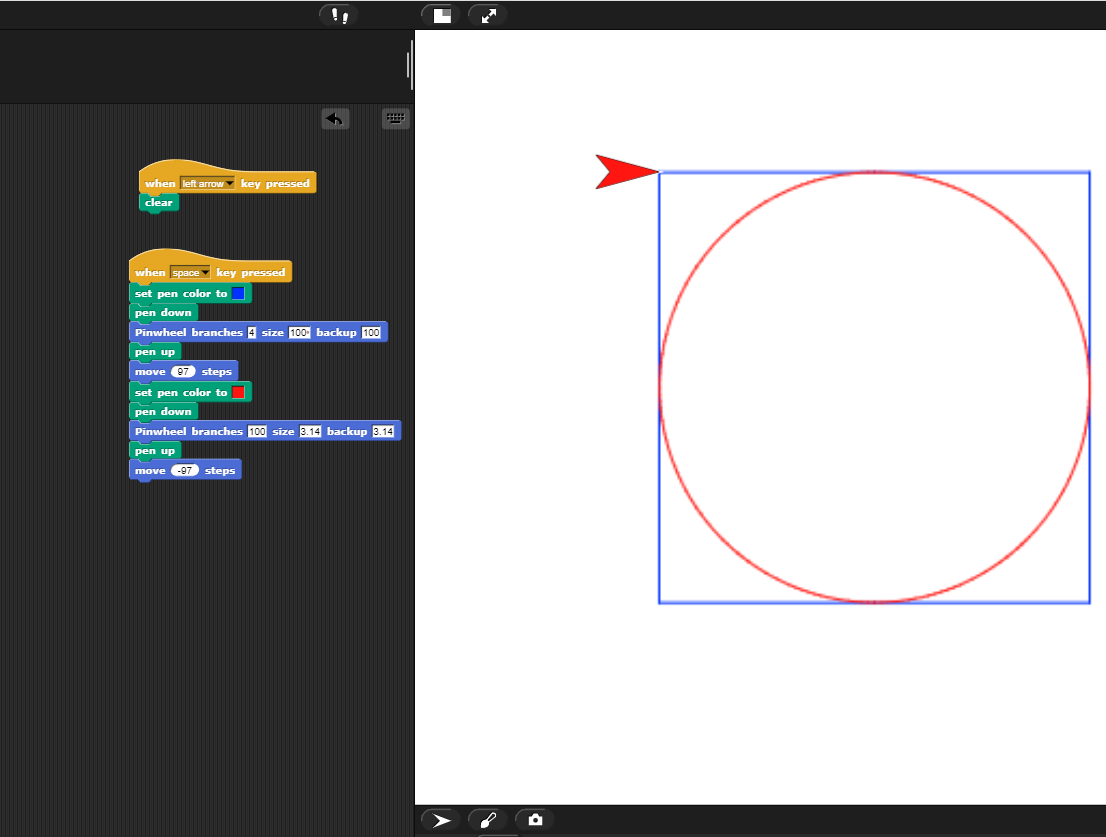 when left arrow key pressed
clear
when space key pressed
set pen color to
pen down
Pinwheel branches 4 size 100 backup 100
pen up
move 97 steps
set pen color to
pen down
Pinwheel branches 100 size 3.14 backup 3.14
pen up
move -97 steps